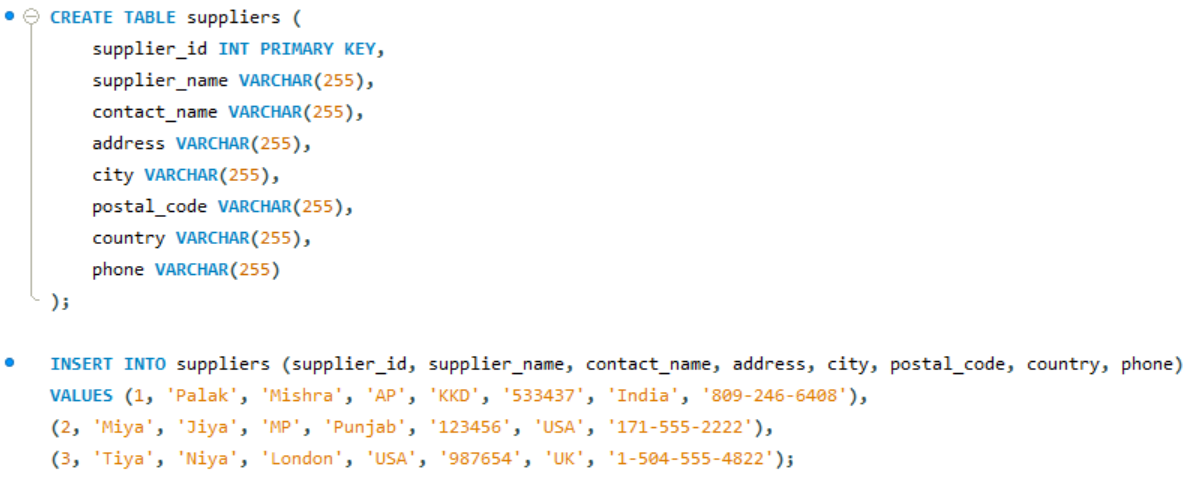 CREATE TABLE suppliers (
supplier_id INT PRIMARY KEY,
supplier_name VARCHAR(255),
contact_name VARCHAR(255),
address VARCHAR(255),
city VARCHAR(255),
postal_code VARCHAR(255),
country VARCHAR(255),
phone VARCHAR(255)
);
INSERT INTO suppliers (supplier_id, supplier_name, contact_name, address, city, postal_code, country, phone)
VALUES (1, 'Palak', 'Mishra', 'AP', 'KKD', '533437', 'India', '809-246-6408'),
(2, 'Miya', 'Jiya', 'MP', 'Punjab', '123456', 'USA', '171-555-2222'),
(3, 'Tiya', 'Niya', 'London', 'USA', '987654', 'UK', '1-504-555-4822');